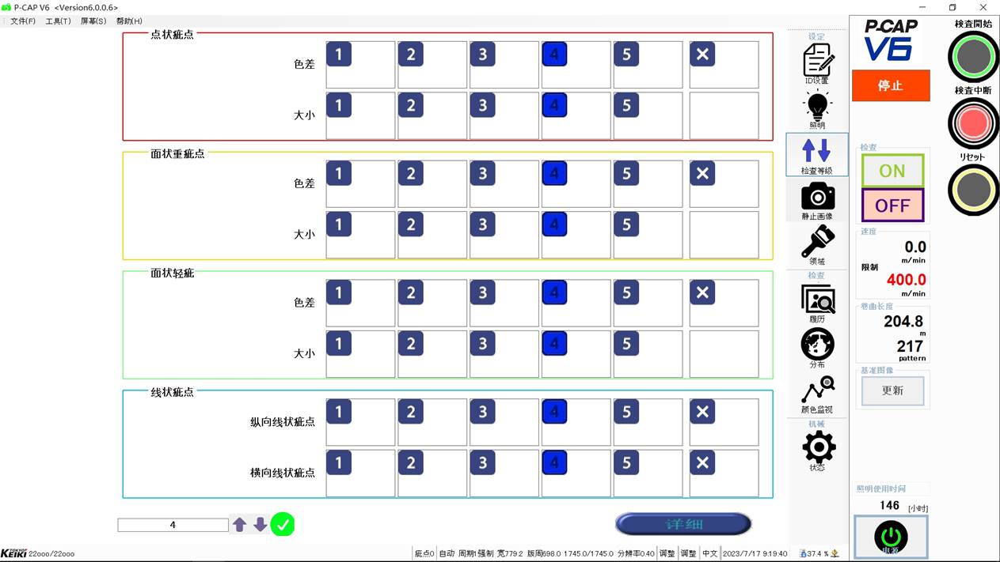 P-CAP V6 <Version6.0.0.6>
文件(F) 工具(T) 屏幕(S) 帮助(H)
点状疵点
色差 1 2 3 4 5 ✕
大小 1 2 3 4 5
面状重疵点
色差 1 2 3 4 5 ✕
大小 1 2 3 4 5
面状轻疵
色差 1 2 3 4 5 ✕
大小 1 2 3 4 5
线状疵点
纵向线状疵点 1 2 3 4 5 ✕
横向线状疵点 1 2 3 4 5 ✕
4
详细
设定
ID设置
照明
检查等级
静止画像
领域
检查
履历
分布
颜色监视
机械
状态
P-CAP
V6
停止
检查
ON
OFF
速度
0.0
m/min
限制
400.0
m/min
卷曲长度
204.8
m
217
pattern
基准图像
更新
照明使用时间
146 [小时]
电源
検査開始
検査中断
リセット
TOKYO
KEIKI 22ooo/22ooo
疵点0 自动 周期1强制 宽779.2 版周698.0 1745.0/1745.0 分辨率0.40 调整 调整 中文 2023/7/17 9:19:40 37.4 %